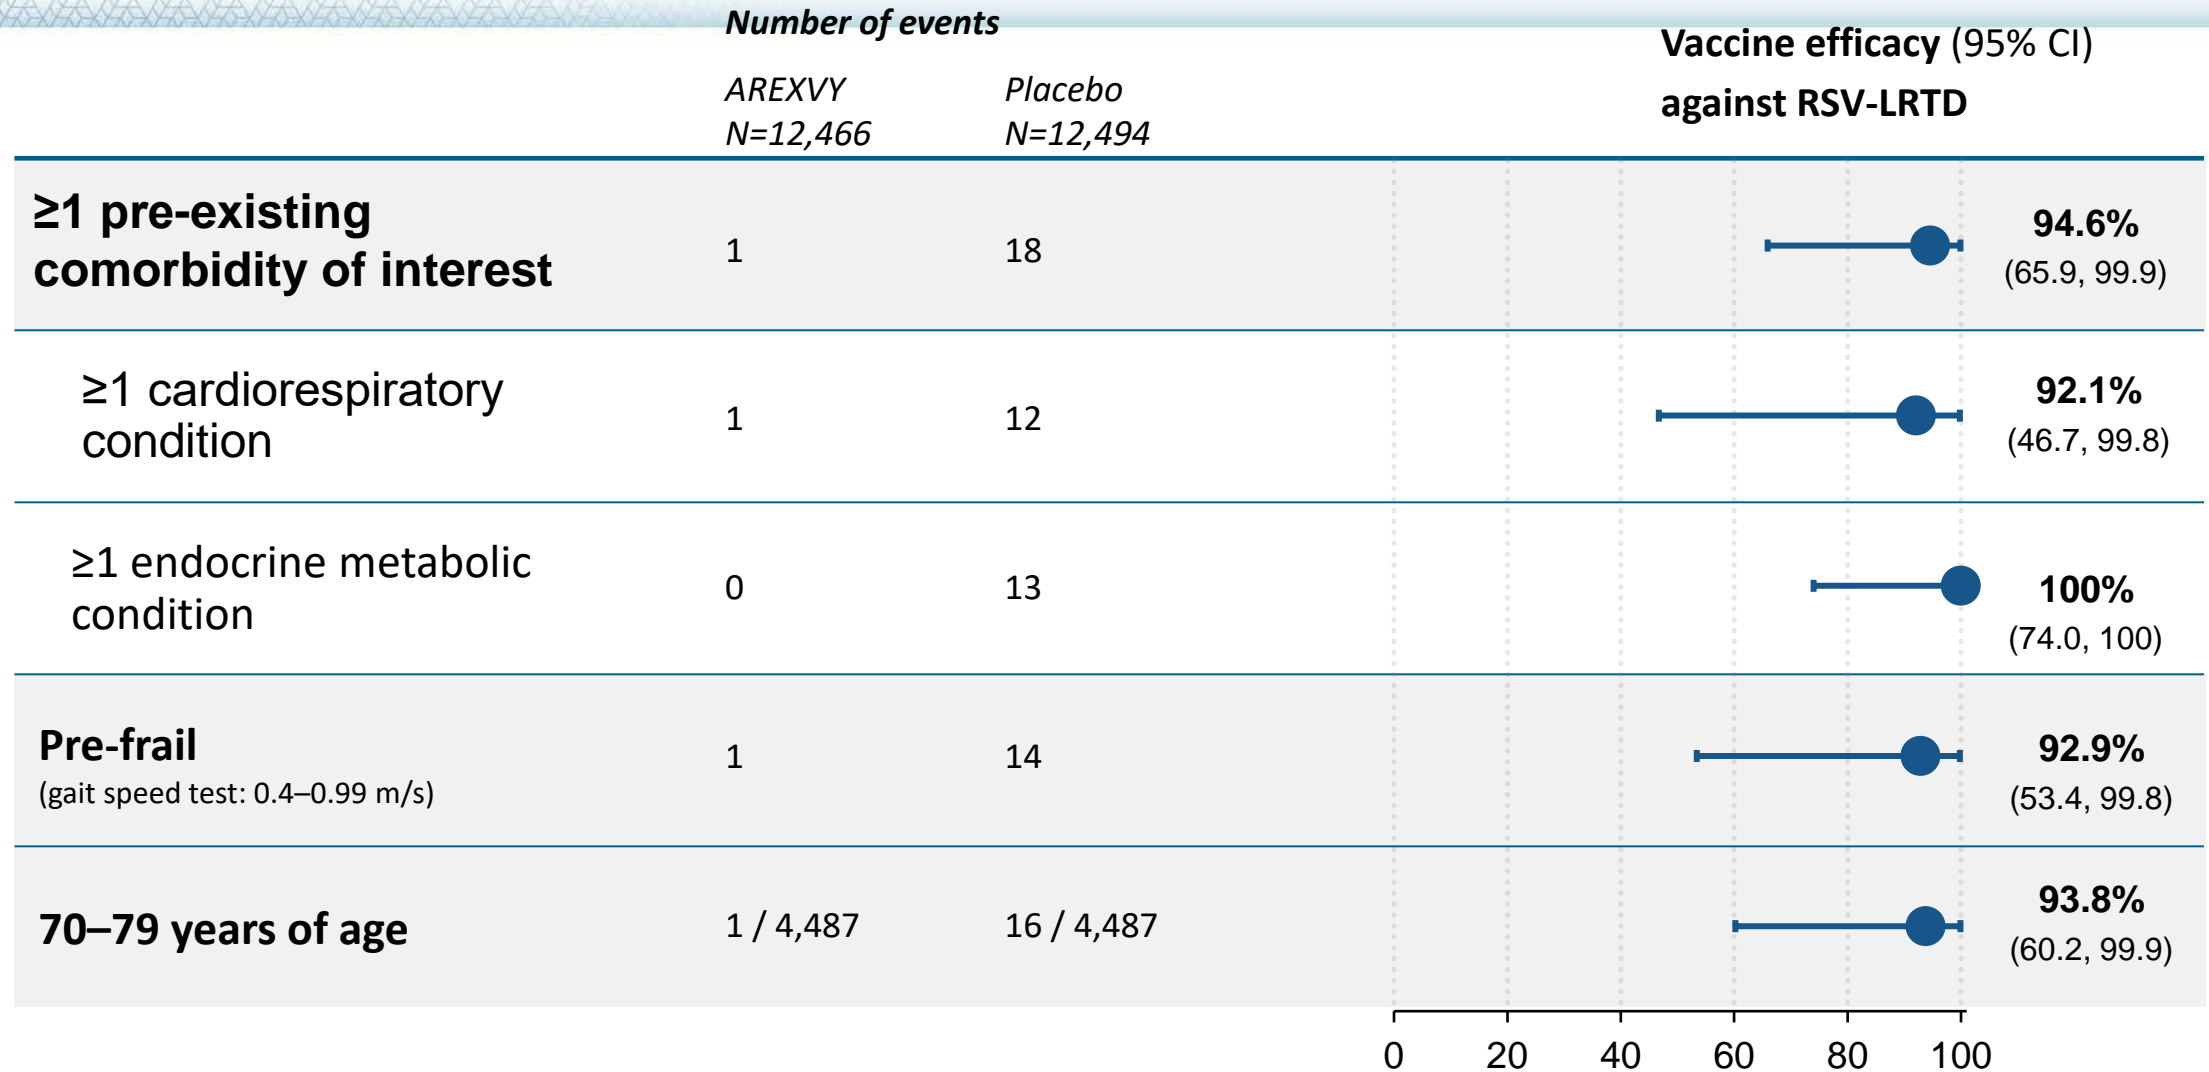 Number of events
Vaccine efficacy (95% CI)
against RSV-LRTD
AREXVY
N=12,466
Placebo
N=12,494
≥1 pre-existing
comorbidity of interest
1
18
94.6%
(65.9, 99.9)
≥1 cardiorespiratory
condition
1
12
92.1%
(46.7, 99.8)
≥1 endocrine metabolic
condition
0
13
100%
(74.0, 100)
Pre-frail
(gait speed test: 0.4–0.99 m/s)
1
14
92.9%
(53.4, 99.8)
70–79 years of age
1 / 4,487
16 / 4,487
93.8%
(60.2, 99.9)
0 20 40 60 80 100